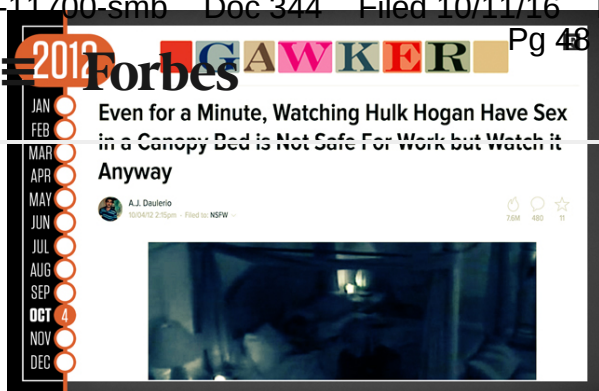 -11700-smb Doc 344 Filed 10/11/16
Pg 48
2012
GAWKER
Forbes
JAN
FEB
MAR
APR
MAY
JUN
JUL
AUG
SEP
OCT 4
NOV
DEC
Even for a Minute, Watching Hulk Hogan Have Sex
in a Canopy Bed is Not Safe For Work but Watch it
Anyway
A.J. Daulerio
10/04/12 2:15pm · Filed to: NSFW
7.6M 480 11